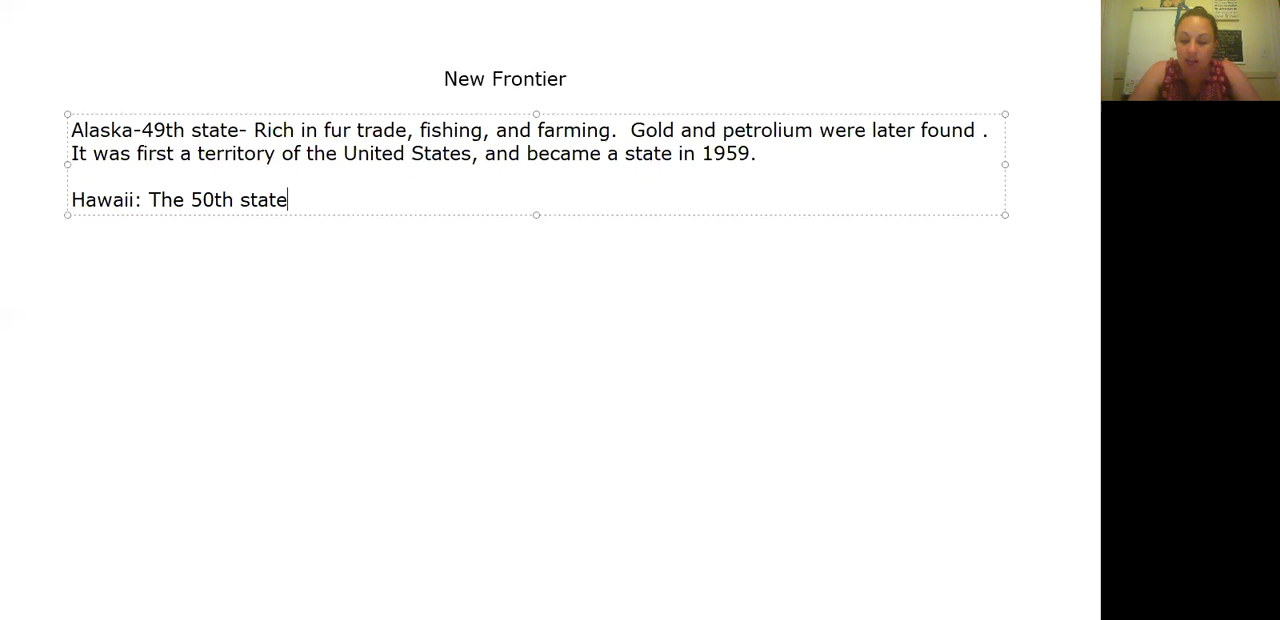 New Frontier
Alaska-49th state- Rich in fur trade, fishing, and farming.  Gold and petrolium were later found .
It was first a territory of the United States, and became a state in 1959.
Hawaii: The 50th state